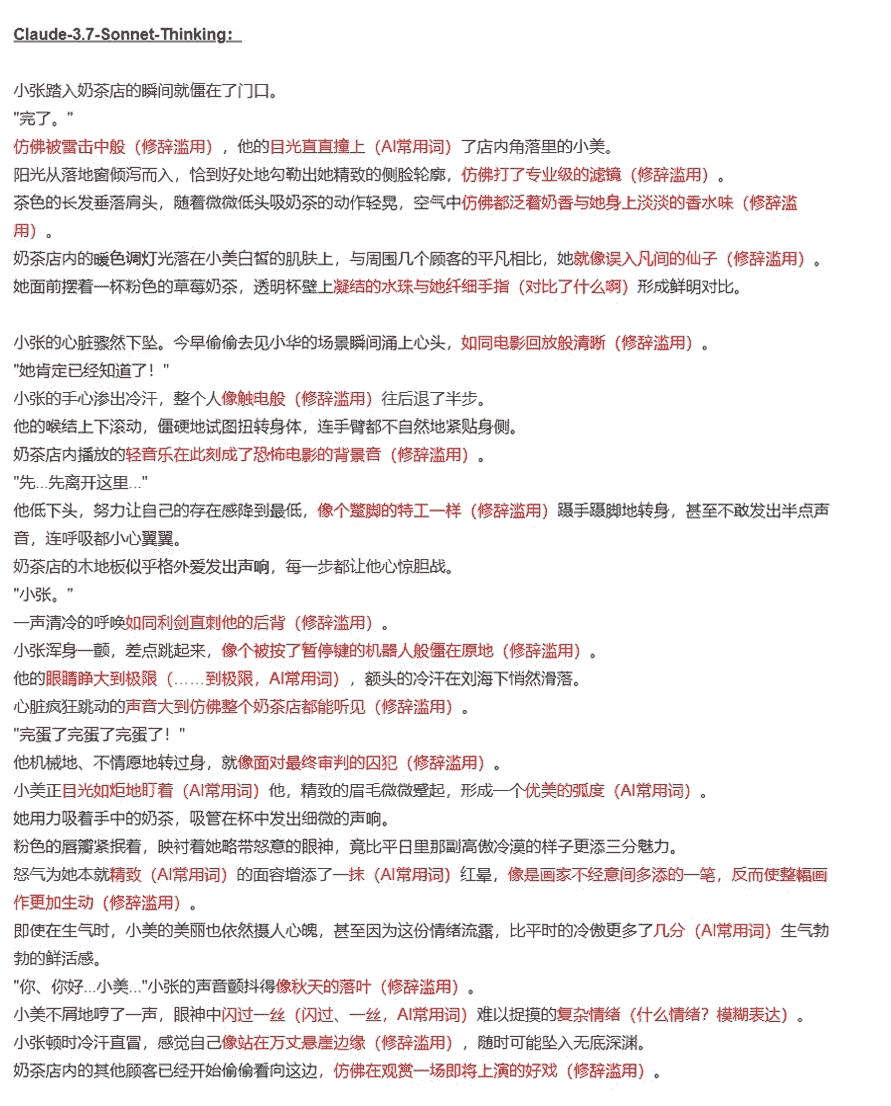 Claude-3.7-Sonnet-Thinking：
小张踏入奶茶店的瞬间就僵在了门口。
"完了。"
仿佛被雷击中般（修辞滥用），他的目光直直撞上（AI常用词）了店内角落里的小美。
阳光从落地窗倾泻而入，恰到好处地勾勒出她精致的侧脸轮廓，仿佛打了专业级的滤镜（修辞滥用）。
茶色的长发垂落肩头，随着微微低头吸奶茶的动作轻晃，空气中仿佛都泛着奶香与她身上淡淡的香水味（修辞滥
用）。
奶茶店内的暖色调灯光落在小美白皙的肌肤上，与周围几个顾客的平凡相比，她就像误入凡间的仙子（修辞滥用）。
她面前摆着一杯粉色的草莓奶茶，透明杯壁上凝结的水珠与她纤细手指（对比了什么啊）形成鲜明对比。
小张的心脏骤然下坠。今早偷偷去见小华的场景瞬间涌上心头，如同电影回放般清晰（修辞滥用）。
"她肯定已经知道了！"
小张的手心渗出冷汗，整个人像触电般（修辞滥用）往后退了半步。
他的喉结上下滚动，僵硬地试图扭转身体，连手臂都不自然地紧贴身侧。
奶茶店内播放的轻音乐在此刻成了恐怖电影的背景音（修辞滥用）。
"先...先离开这里..."
他低下头，努力让自己的存在感降到最低，像个蹩脚的特工一样（修辞滥用）蹑手蹑脚地转身，甚至不敢发出半点声
音，连呼吸都小心翼翼。
奶茶店的木地板似乎格外爱发出声响，每一步都让他心惊胆战。
"小张。"
一声清冷的呼唤如同利剑直刺他的后背（修辞滥用）。
小张浑身一颤，差点跳起来，像个被按了暂停键的机器人般僵在原地（修辞滥用）。
他的眼睛睁大到极限（……到极限，AI常用词），额头的冷汗在刘海下悄然滑落。
心脏疯狂跳动的声音大到仿佛整个奶茶店都能听见（修辞滥用）。
"完蛋了完蛋了完蛋了！"
他机械地、不情愿地转过身，就像面对最终审判的囚犯（修辞滥用）。
小美正目光如炬地盯着（AI常用词）他，精致的眉毛微微蹙起，形成一个优美的弧度（AI常用词）。
她用力吸着手中的奶茶，吸管在杯中发出细微的声响。
粉色的唇瓣紧抿着，映衬着她略带怒意的眼神，竟比平日里那副高傲冷漠的样子更添三分魅力。
怒气为她本就精致（AI常用词）的面容增添了一抹（AI常用词）红晕，像是画家不经意间多添的一笔，反而使整幅画
作更加生动（修辞滥用）。
即使在生气时，小美的美丽也依然摄人心魄，甚至因为这份情绪流露，比平时的冷傲更多了几分（AI常用词）生气勃
勃的鲜活感。
"你、你好...小美..."小张的声音颤抖得像秋天的落叶（修辞滥用）。
小美不屑地哼了一声，眼神中闪过一丝（闪过、一丝，AI常用词）难以捉摸的复杂情绪（什么情绪？模糊表达）。
小张顿时冷汗直冒，感觉自己像站在万丈悬崖边缘（修辞滥用），随时可能坠入无底深渊。
奶茶店内的其他顾客已经开始偷偷看向这边，仿佛在观赏一场即将上演的好戏（修辞滥用）。